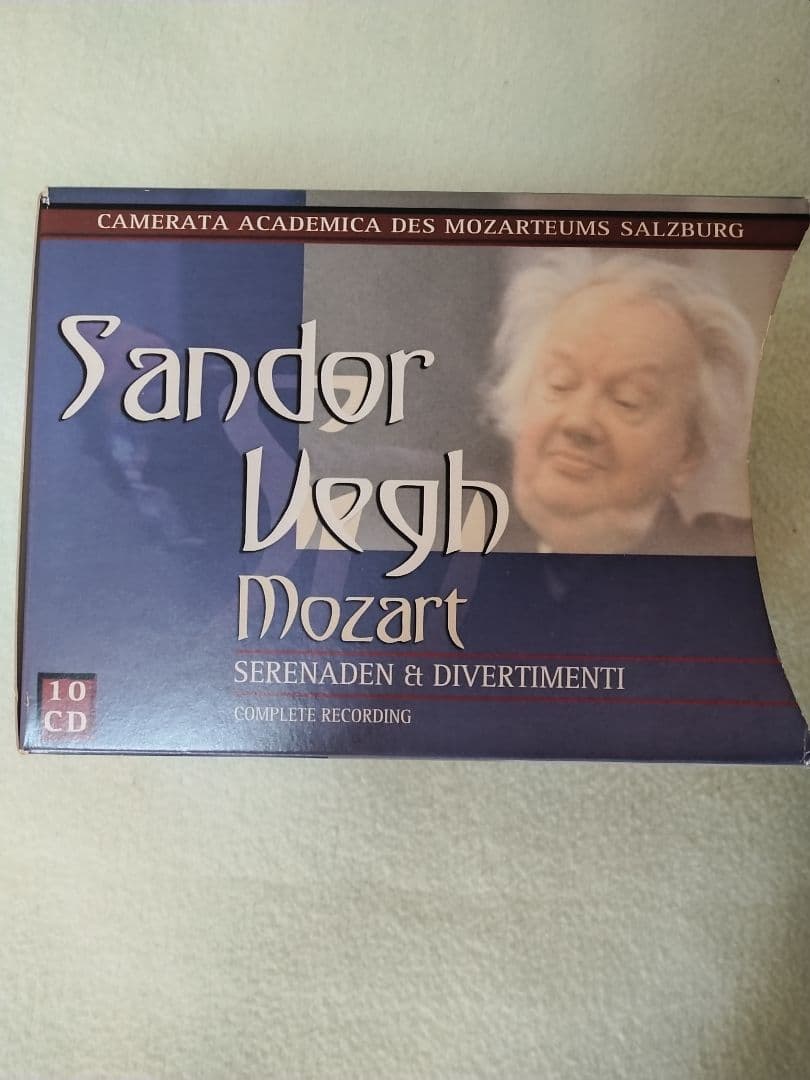 CAMERATA ACADEMICA DES MOZARTEUMS SALZBURG
Sandor
Vegh
Mozart
SERENADEN & DIVERTIMENTI
COMPLETE RECORDING
10
CD